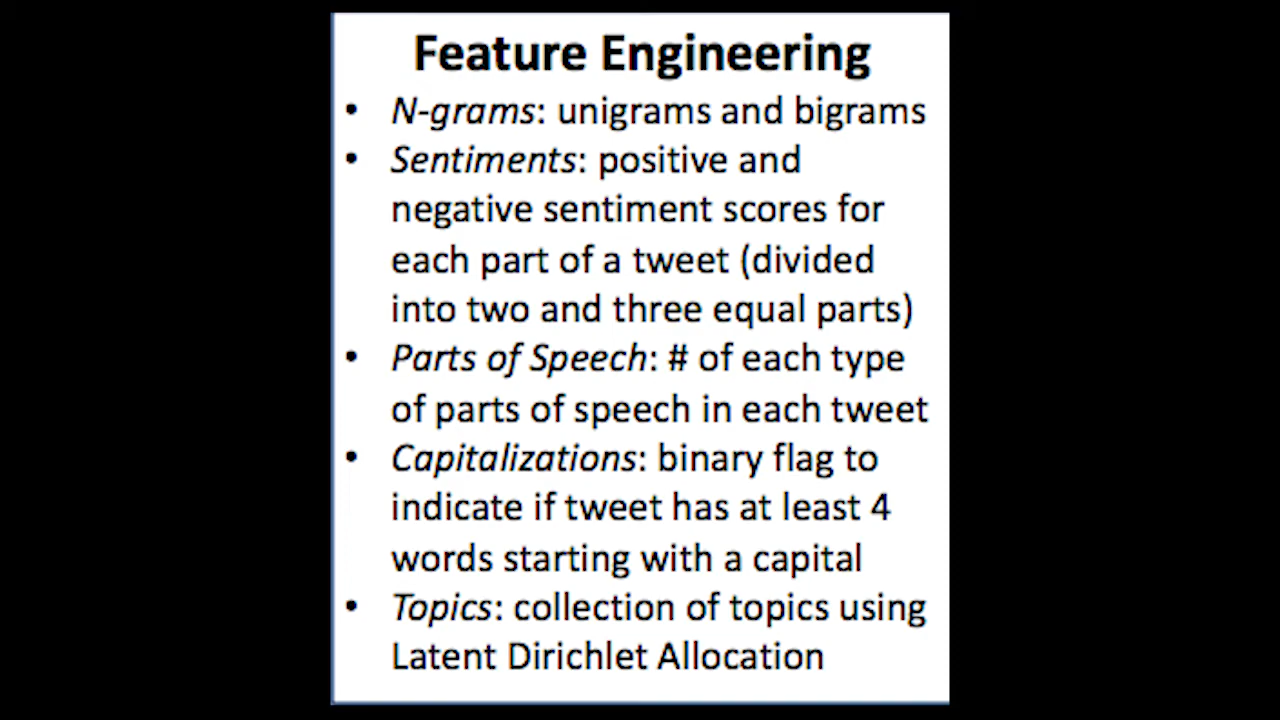 Feature Engineering
• N-grams: unigrams and bigrams
• Sentiments: positive and
negative sentiment scores for
each part of a tweet (divided
into two and three equal parts)
• Parts of Speech: # of each type
of parts of speech in each tweet
• Capitalizations: binary flag to
indicate if tweet has at least 4
words starting with a capital
• Topics: collection of topics using
Latent Dirichlet Allocation